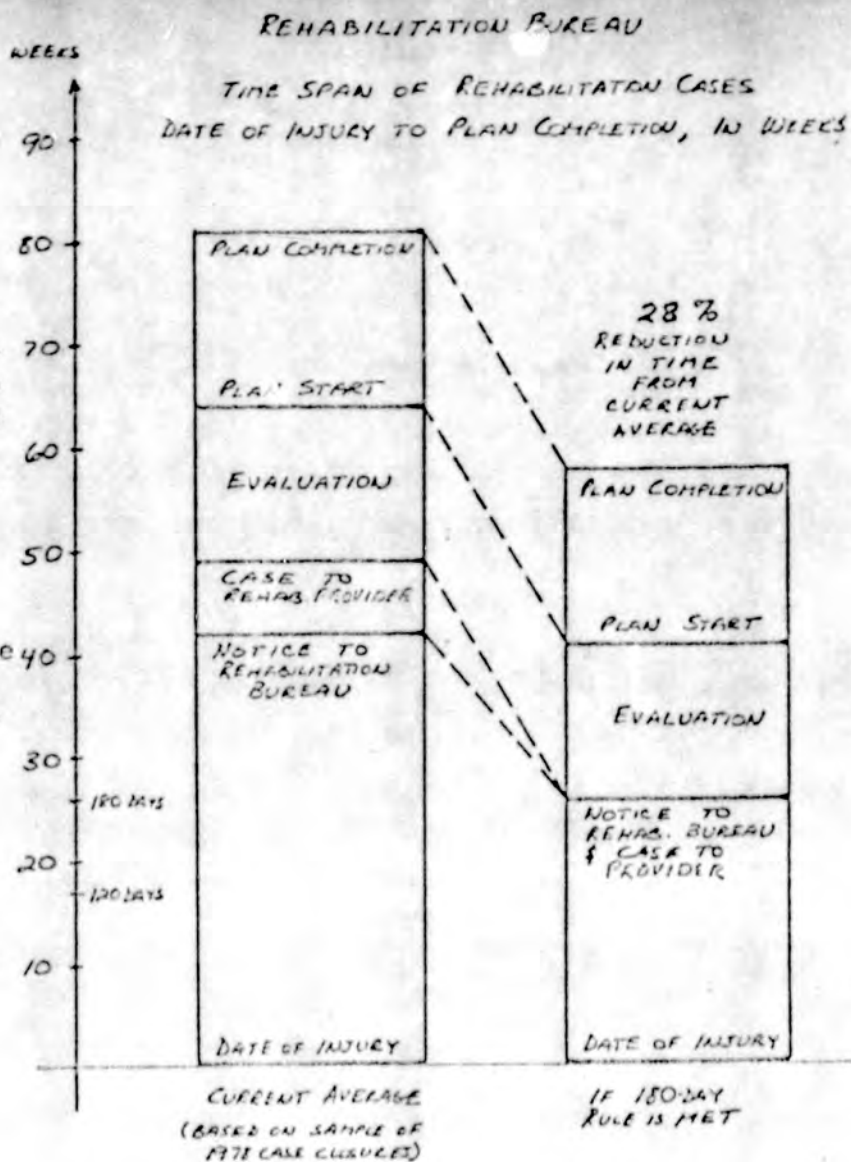 REHABILITATION BUREAU
WEEKS
TIME SPAN OF REHABILITATON CASES
DATE OF INJURY TO PLAN COMPLETION, IN WEEKS
90
80
70
60
50
e 40
30
180 DAYS
20
120 DAYS
10
PLAN COMPLETION
PLAN START
EVALUATION
CASE TO
REHAB. PROVIDER
NOTICE TO
REHABILITATION
BUREAU
DATE OF INJURY
CURRENT AVERAGE
(BASED ON SAMPLE OF
1978 CASE CLOSURES)
28 %
REDUCTION
IN TIME
FROM
CURRENT
AVERAGE
PLAN COMPLETION
PLAN START
EVALUATION
NOTICE TO
REHAB. BUREAU
& CASE TO
PROVIDER
DATE OF INJURY
IF 180-DAY
RULE IS MET